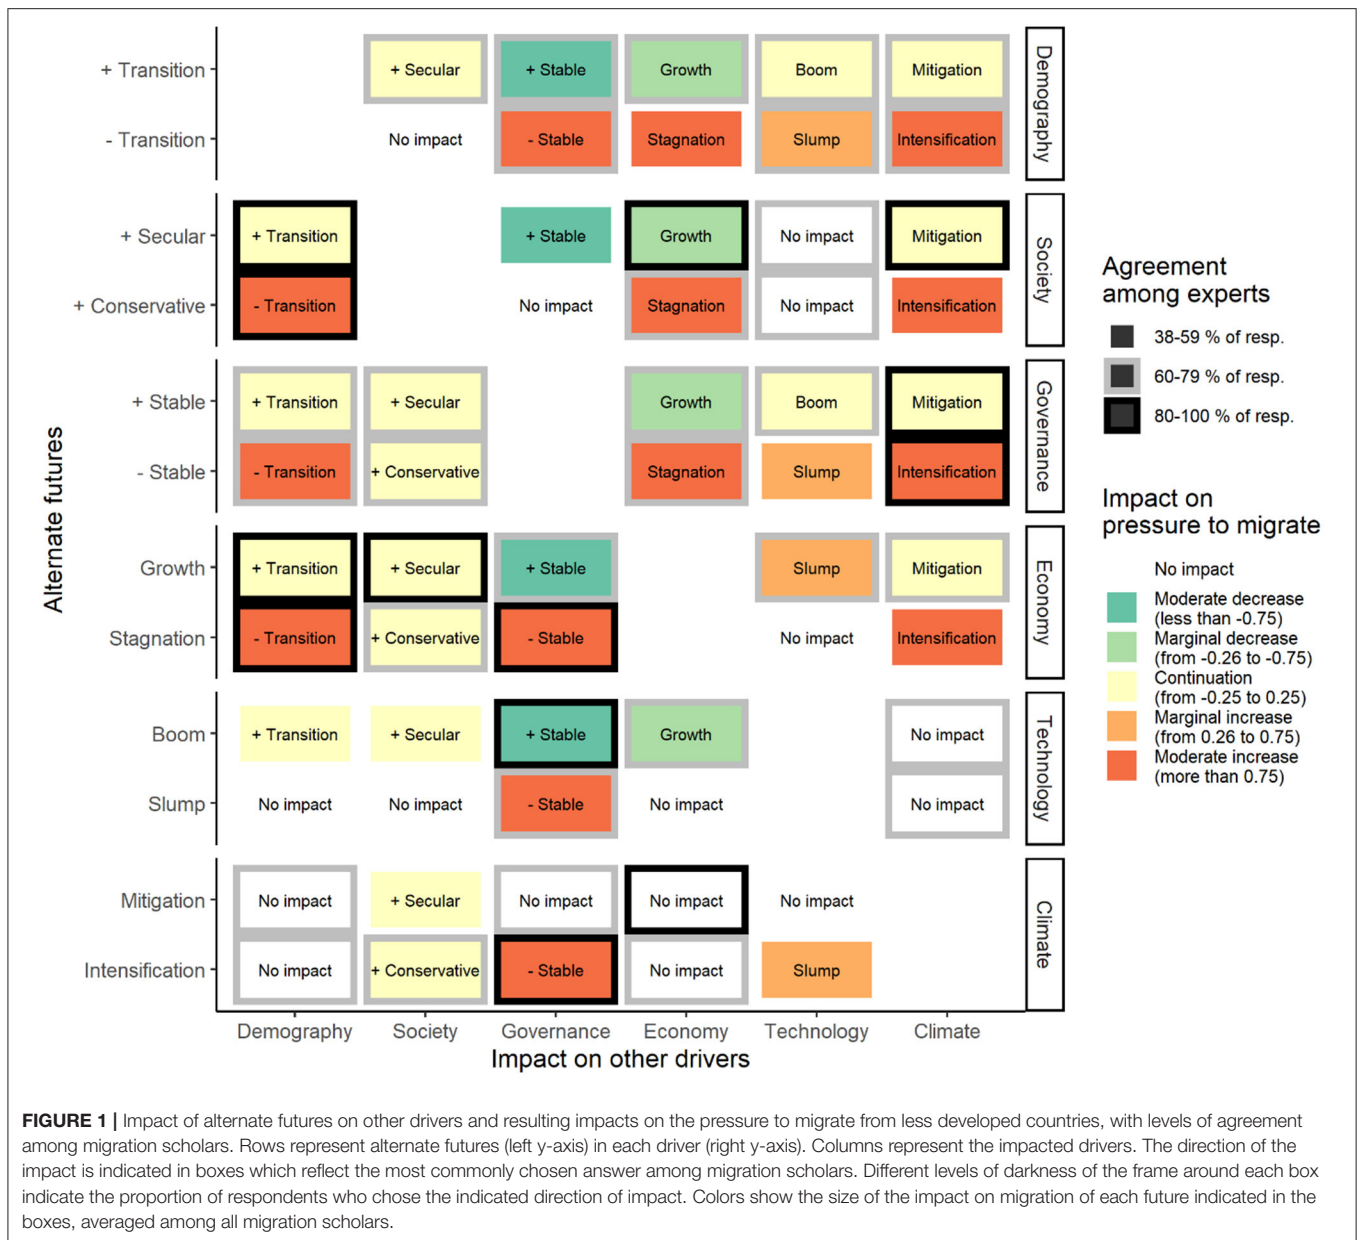 + Transition + Secular + Stable Growth Boom Mitigation
- Transition No impact - Stable Stagnation Slump Intensification
Demography
+ Secular + Transition + Stable Growth No impact Mitigation
+ Conservative - Transition No impact Stagnation No impact Intensification
Society
+ Stable + Transition + Secular Growth Boom Mitigation
- Stable - Transition + Conservative Stagnation Slump Intensification
Governance
Growth + Transition + Secular + Stable Slump Mitigation
Stagnation - Transition + Conservative - Stable No impact Intensification
Economy
Boom + Transition + Secular + Stable Growth No impact
Slump No impact No impact - Stable No impact No impact
Technology
Mitigation No impact + Secular No impact No impact No impact
Intensification No impact + Conservative - Stable No impact Slump
Climate
Alternate futures
Demography Society Governance Economy Technology Climate
Impact on other drivers
Agreement
among experts
38-59 % of resp.
60-79 % of resp.
80-100 % of resp.
Impact on
pressure to migrate
No impact
Moderate decrease
(less than -0.75)
Marginal decrease
(from -0.26 to -0.75)
Continuation
(from -0.25 to 0.25)
Marginal increase
(from 0.26 to 0.75)
Moderate increase
(more than 0.75)
FIGURE 1 | Impact of alternate futures on other drivers and resulting impacts on the pressure to migrate from less developed countries, with levels of agreement
among migration scholars. Rows represent alternate futures (left y-axis) in each driver (right y-axis). Columns represent the impacted drivers. The direction of the
impact is indicated in boxes which reflect the most commonly chosen answer among migration scholars. Different levels of darkness of the frame around each box
indicate the proportion of respondents who chose the indicated direction of impact. Colors show the size of the impact on migration of each future indicated in the
boxes, averaged among all migration scholars.